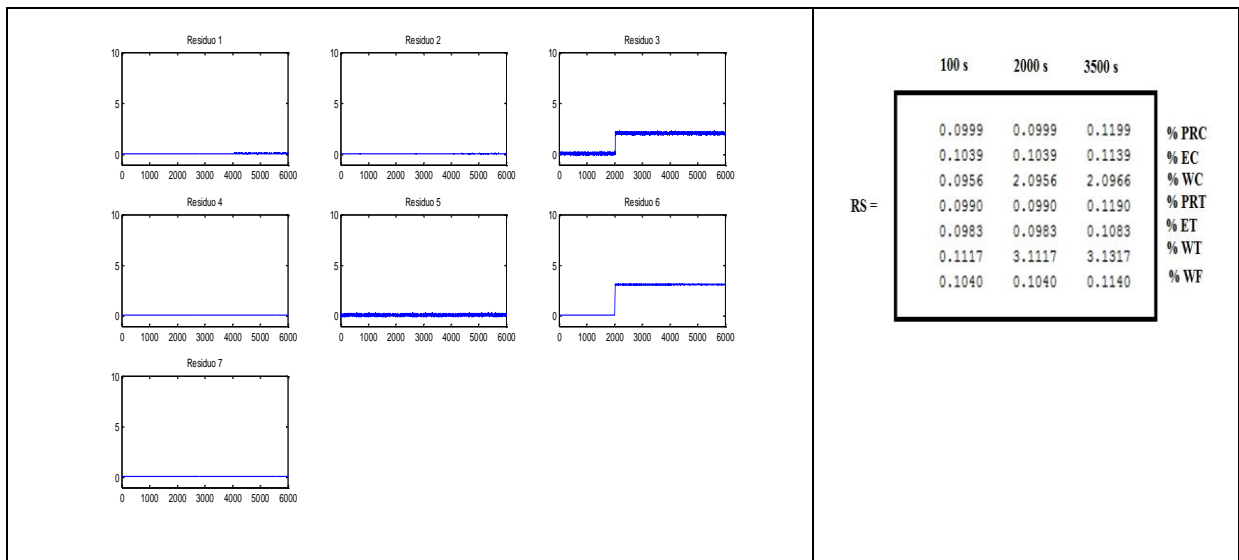 Residuo 1
10
5
0
0 1000 2000 3000 4000 5000 6000
Residuo 2
10
5
0
0 1000 2000 3000 4000 5000 6000
Residuo 3
10
5
0
0 1000 2000 3000 4000 5000 6000
Residuo 4
10
5
0
0 1000 2000 3000 4000 5000 6000
Residuo 5
10
5
0
0 1000 2000 3000 4000 5000 6000
Residuo 6
10
5
0
0 1000 2000 3000 4000 5000 6000
Residuo 7
10
5
0
0 1000 2000 3000 4000 5000 6000
100 s 2000 s 3500 s
0.0999 0.0999 0.1199 % PRC
0.1039 0.1039 0.1139 % EC
0.0956 2.0956 2.0966 % WC
RS = 0.0990 0.0990 0.1190 % PRT
0.0983 0.0983 0.1083 % ET
0.1117 3.1117 3.1317 % WT
0.1040 0.1040 0.1140 % WF